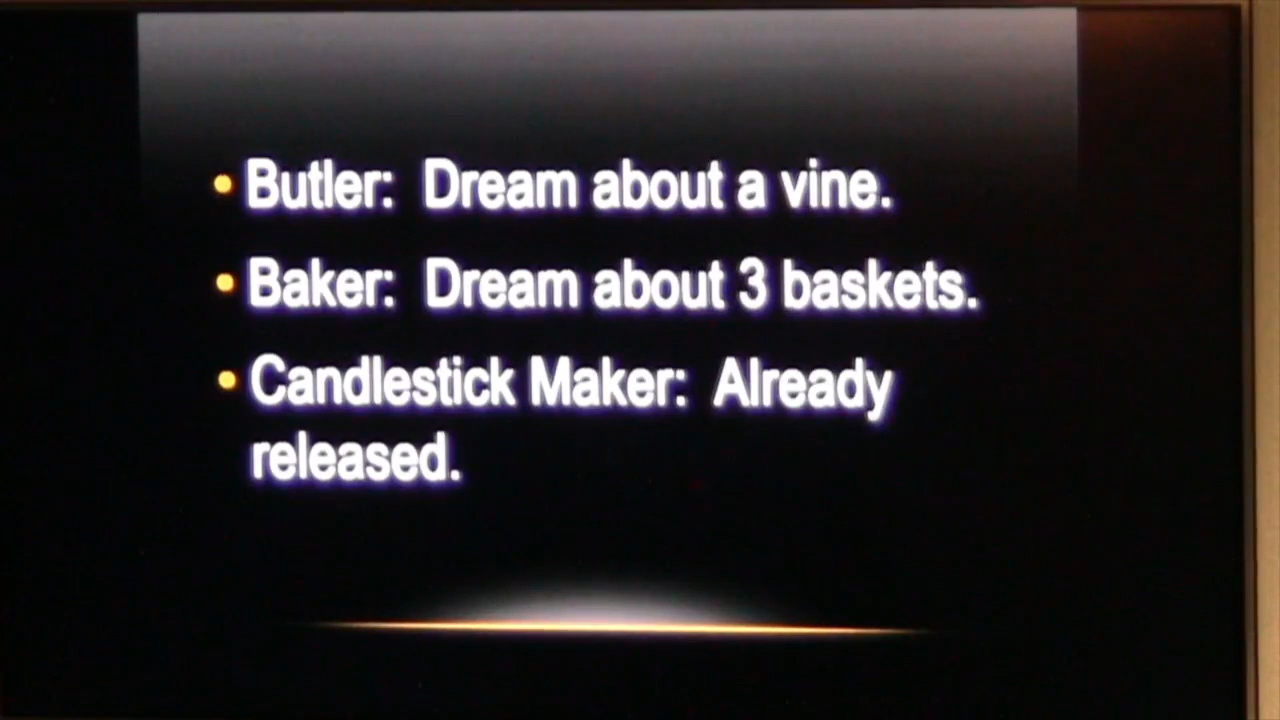 • Butler: Dream about a vine.
• Baker: Dream about 3 baskets.
• Candlestick Maker: Already
released.